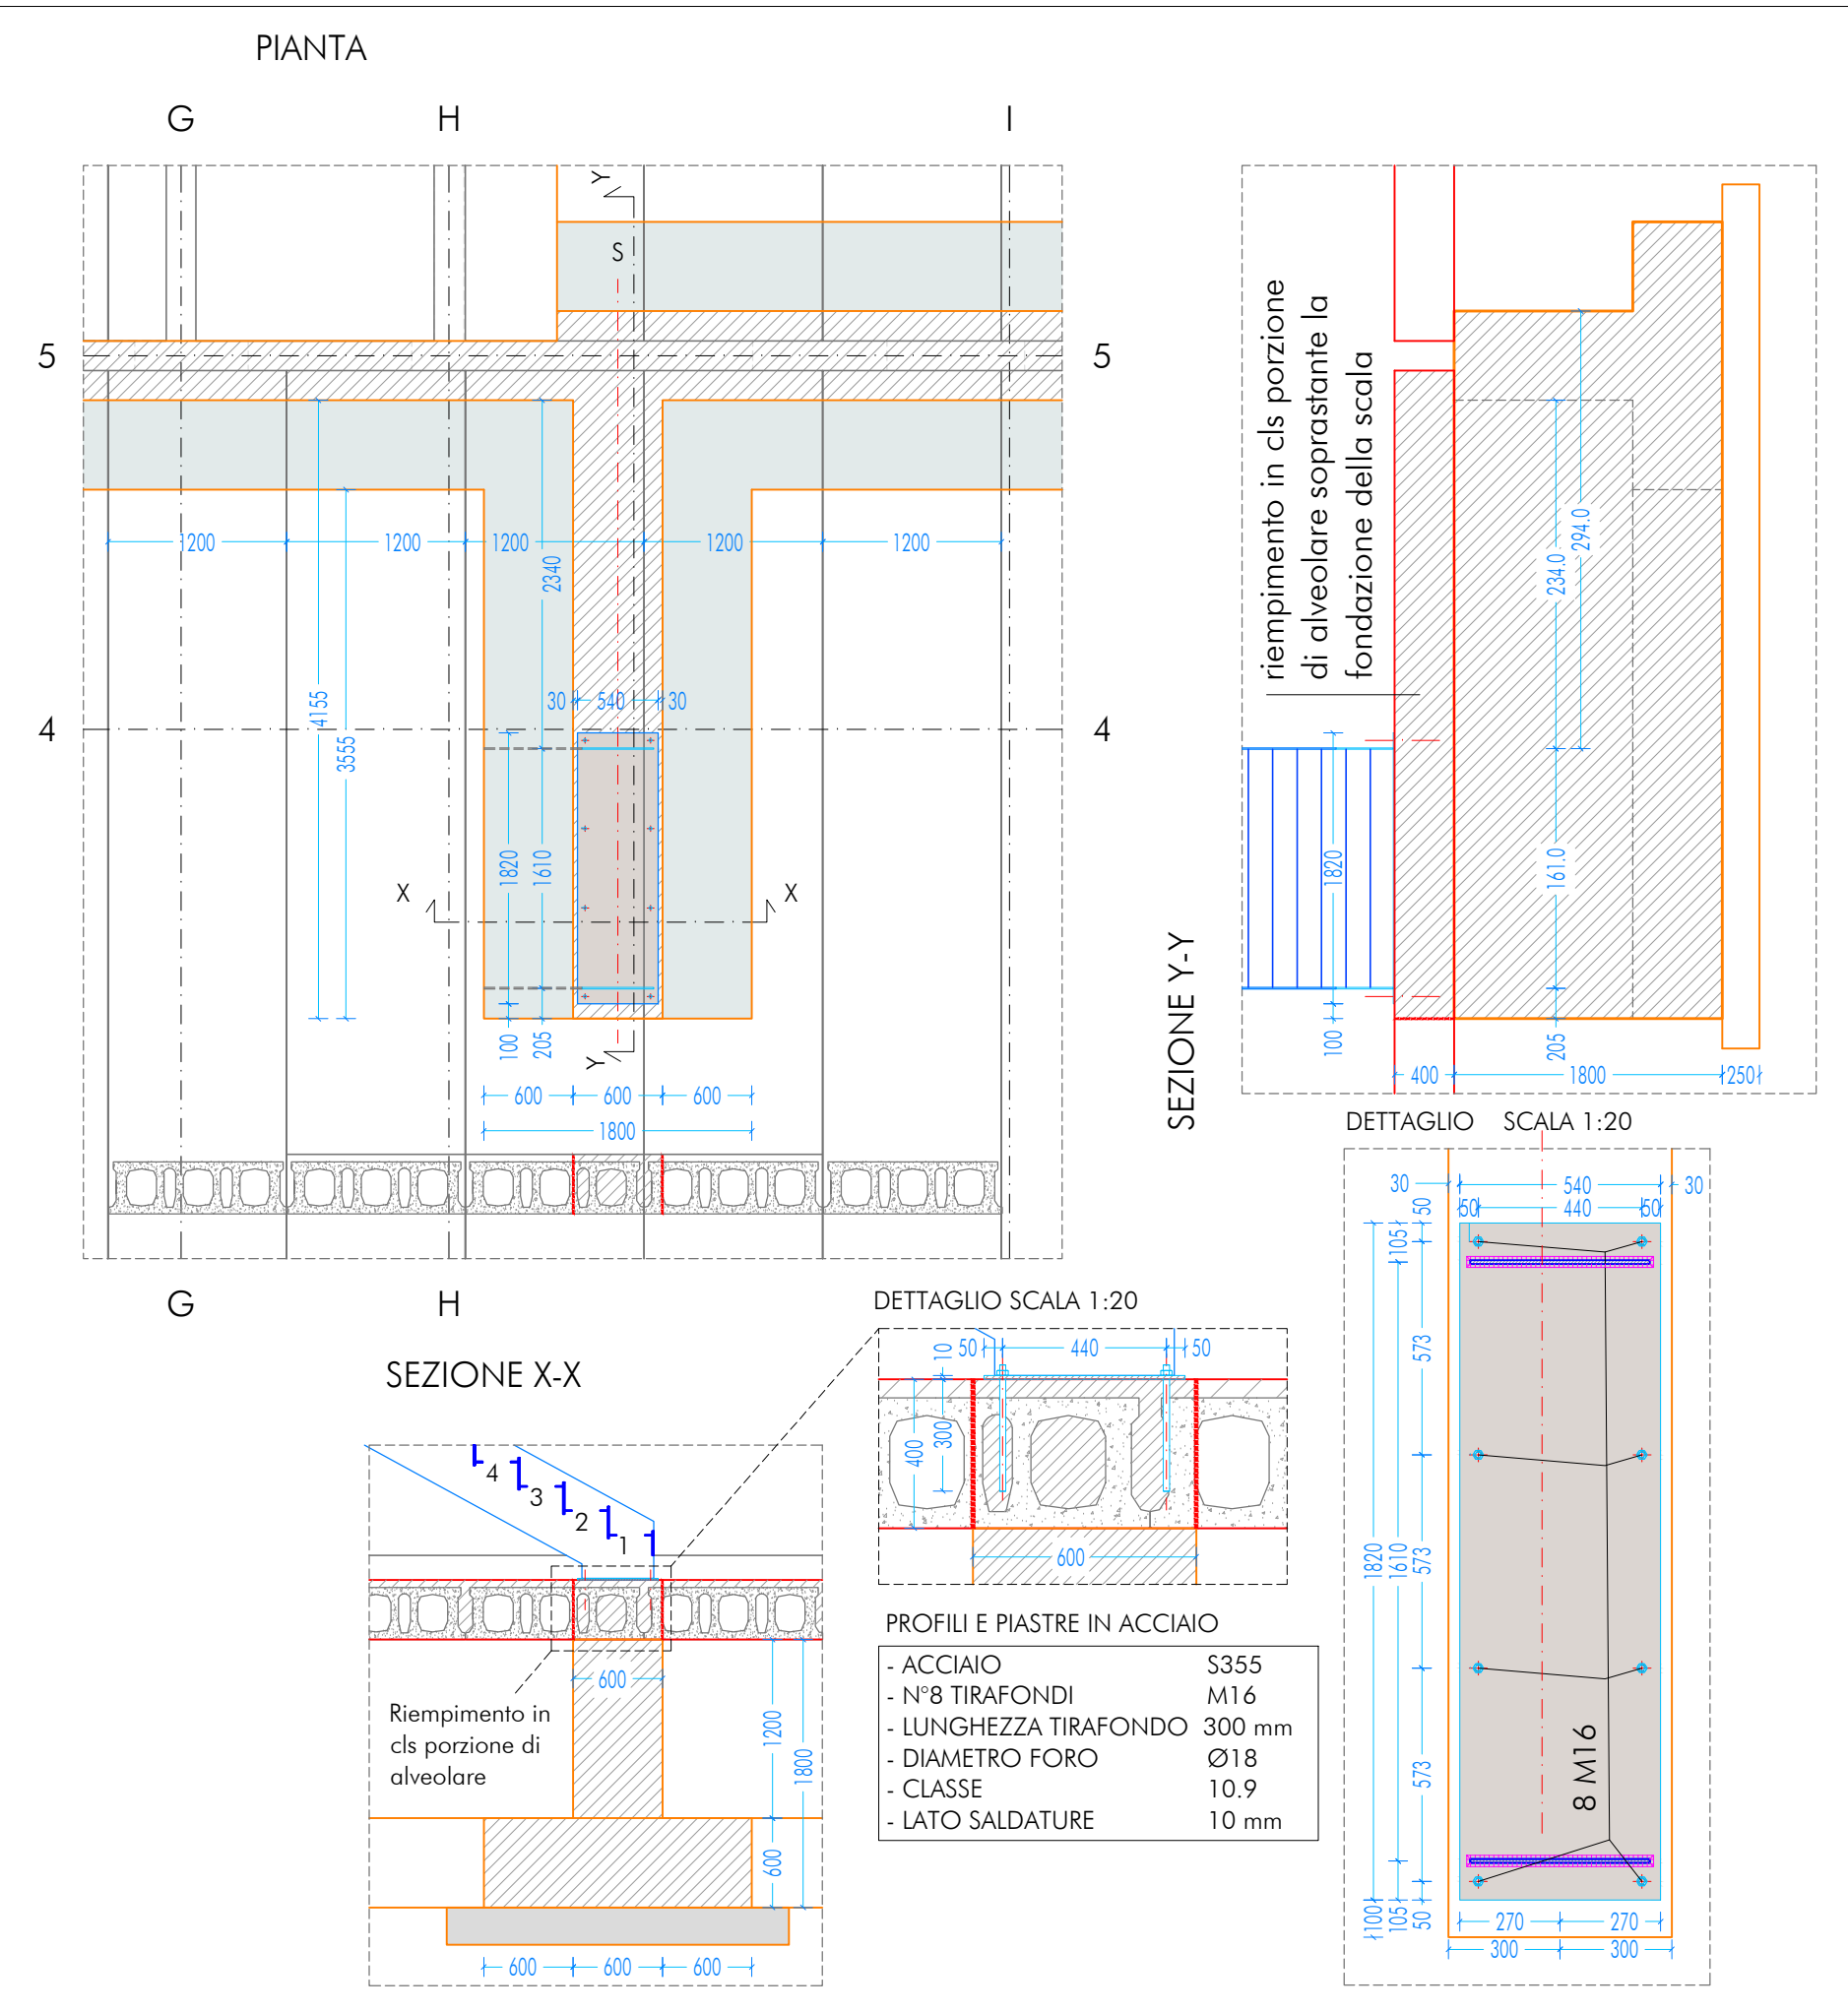 PIANTA
G H I
Y
S
5 5
1200 1200 1200 1200 1200
2340
4155
3555
30 540 30
4 4
1820
1610
X X
100
205
Y
600 600 600
1800
G H
riempimento in cls porzione
di alveolare soprastante la
fondazione della scala
294.0
234.0
1820
161.0
100
205
400 1800 250
SEZIONE Y-Y
DETTAGLIO SCALA 1:20
30 540 30
50 440 50
50
105
573
573
573
1820
1610
8 M16
100
105
50
270 270
300 300
DETTAGLIO SCALA 1:20
50 440 50
10
300
400
600
SEZIONE X-X
4
3
2
1
600
Riempimento in
cls porzione di
alveolare
1200
1800
600
600 600 600
PROFILI E PIASTRE IN ACCIAIO
- ACCIAIO S355
- N°8 TIRAFONDI M16
- LUNGHEZZA TIRAFONDO 300 mm
- DIAMETRO FORO Ø18
- CLASSE 10.9
- LATO SALDATURE 10 mm